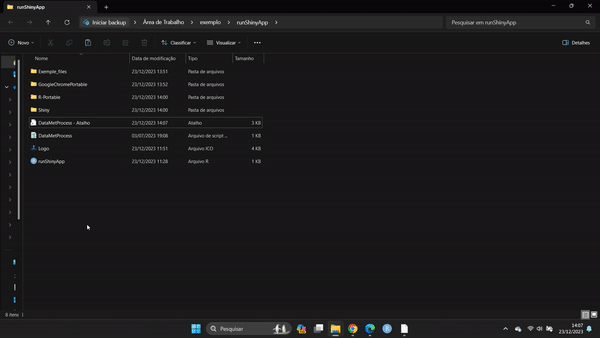 runShinyApp
Iniciar backup > Área de Trabalho > exemplo > runShinyApp >
Pesquisar em runShinyApp
Novo Classificar Visualizar ... Detalhes
Nome Data de modificação Tipo Tamanho
Exemple_files 23/12/2023 13:51 Pasta de arquivos
GoogleChromePortable 23/12/2023 13:52 Pasta de arquivos
R-Portable 23/12/2023 14:00 Pasta de arquivos
Shiny 23/12/2023 14:00 Pasta de arquivos
DataMetProcess - Atalho 23/12/2023 14:07 Atalho 3 KB
DataMetProcess 03/07/2023 19:08 Arquivo de script ... 1 KB
Logo 23/12/2023 11:51 Arquivo ICO 4 KB
runShinyApp 23/12/2023 11:28 Arquivo R 1 KB
8 itens
Pesquisar
14:07
23/12/2023